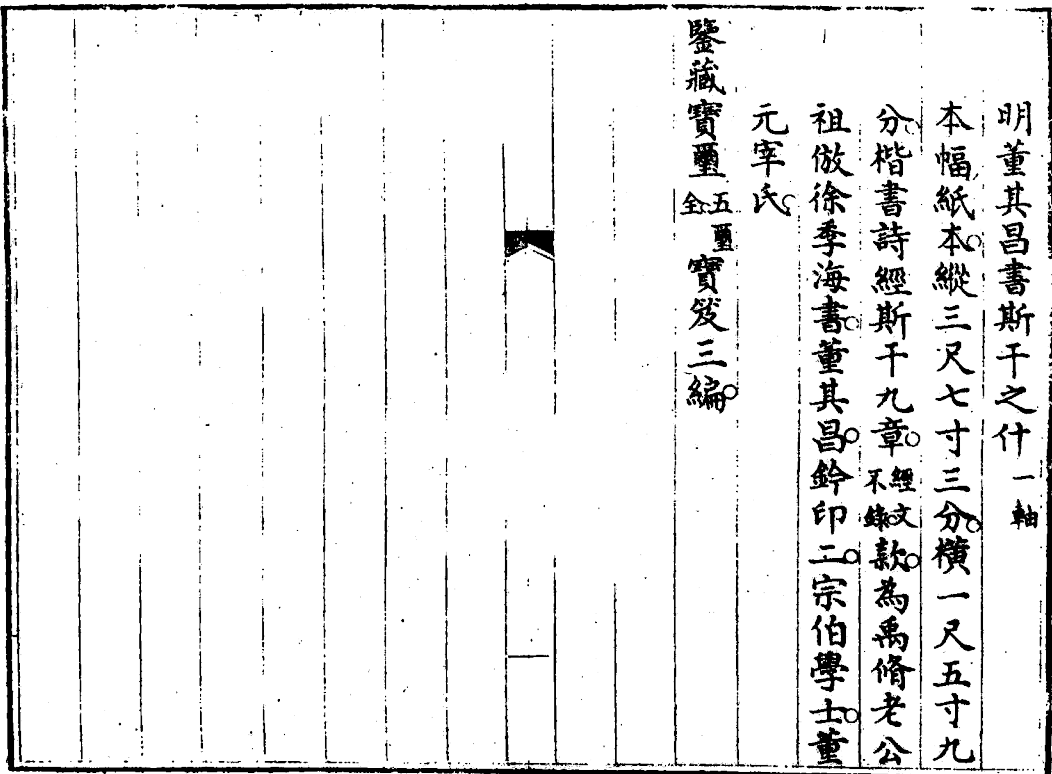 明董其昌書斯干之什一軸
本幅紙本。縱三尺七寸三分。橫一尺五寸九
分。楷書詩經斯干九章。經文不錄。款為禹脩老公
祖倣徐季海書。董其昌。鈐印二。宗伯學士。董
元宰氏。
鑒藏寶璽五璽全。寶笈三編。